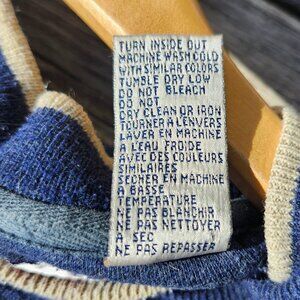 TURN INSIDE OUT
MACHINE WASH COLD
WITH SIMILAR COLORS
TUMBLE DRY LOW
DO NOT BLEACH
DO NOT
DRY CLEAN OR IRON
TOURNER A LENVERS
LAVER EN MACHINE
A LEAU FROIDE
AVEC DES COULEURS
SIMILAIRES
SECHER EN MACHINE
A BASSE
TEMPERATURE
NE PAS BLANCHIR
NE PAS NETTOYER
A SEC
NE PAS REPASSER